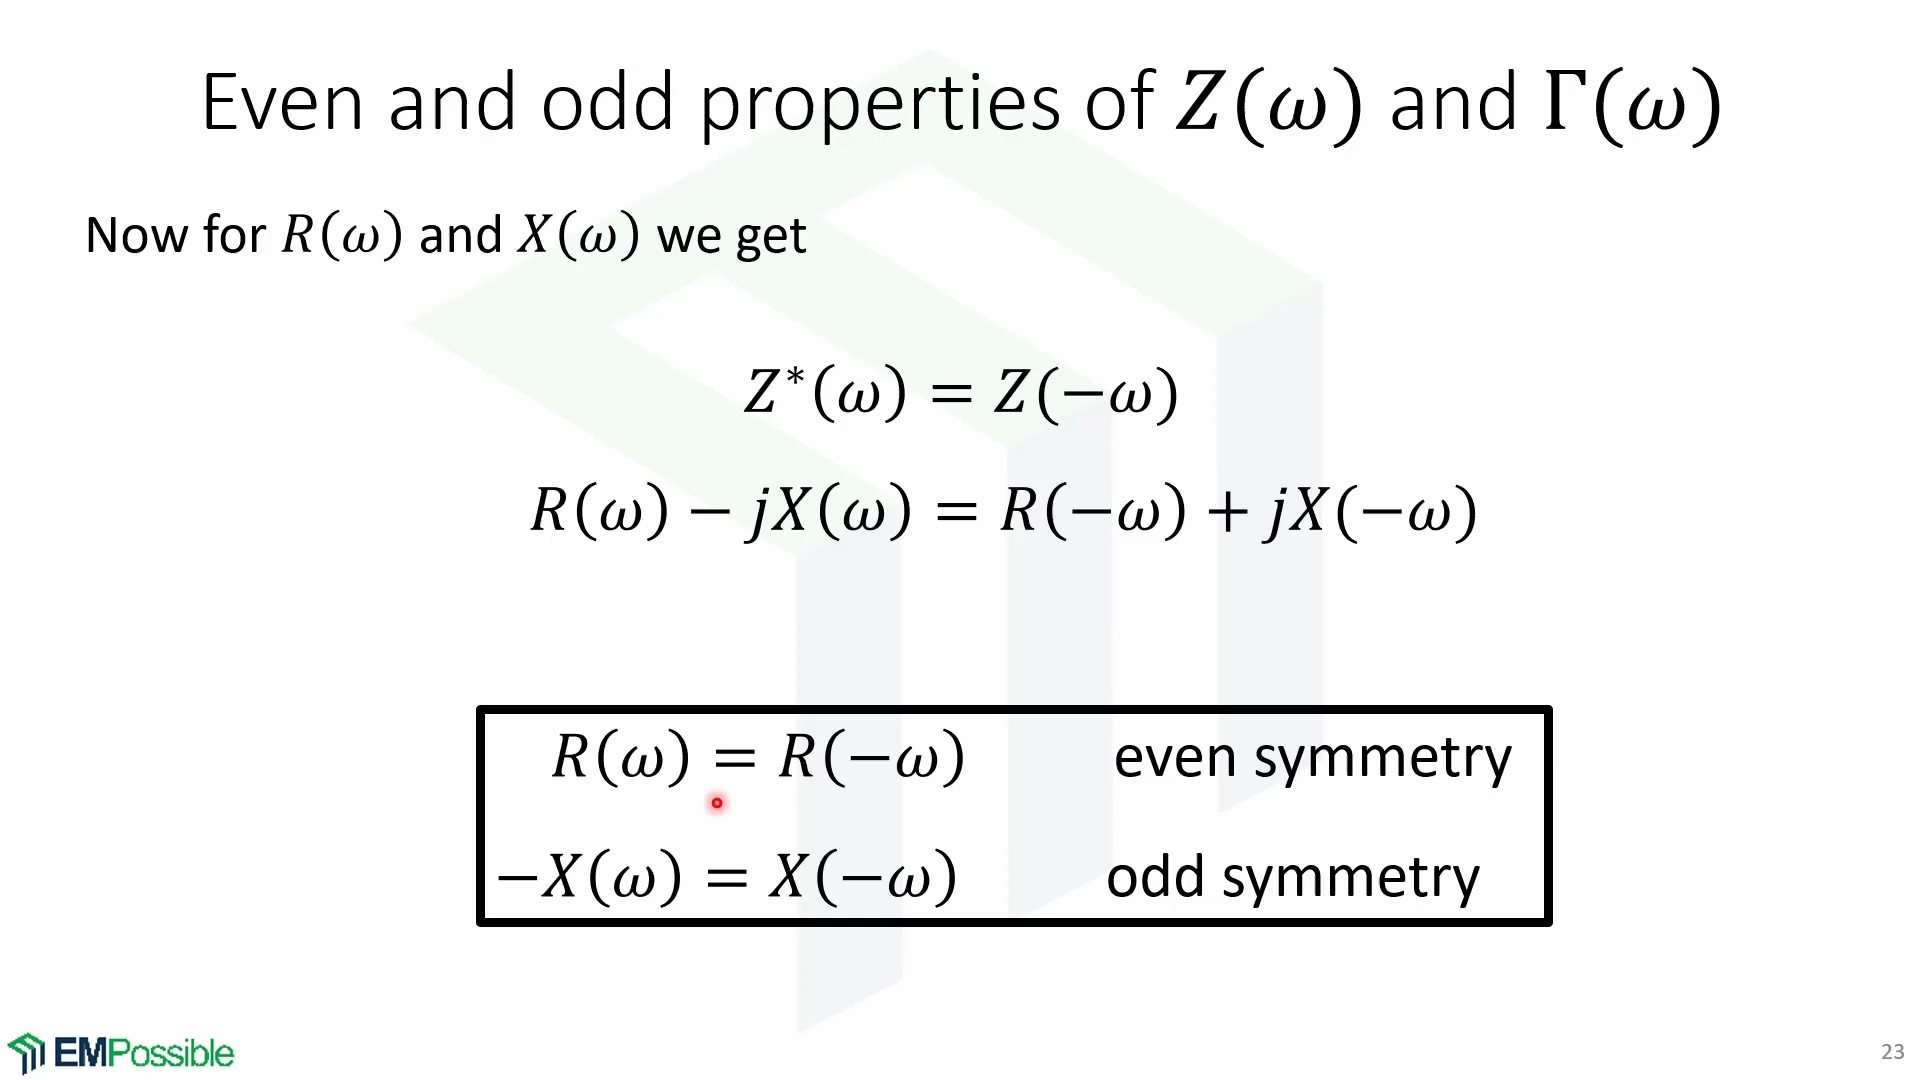 Even and odd properties of Z(ω) and Γ(ω)
Now for R(ω) and X(ω) we get
Z*(ω) = Z(−ω)
R(ω) − jX(ω) = R(−ω) + jX(−ω)
R(ω) = R(−ω) even symmetry
−X(ω) = X(−ω) odd symmetry
EMPossible
23